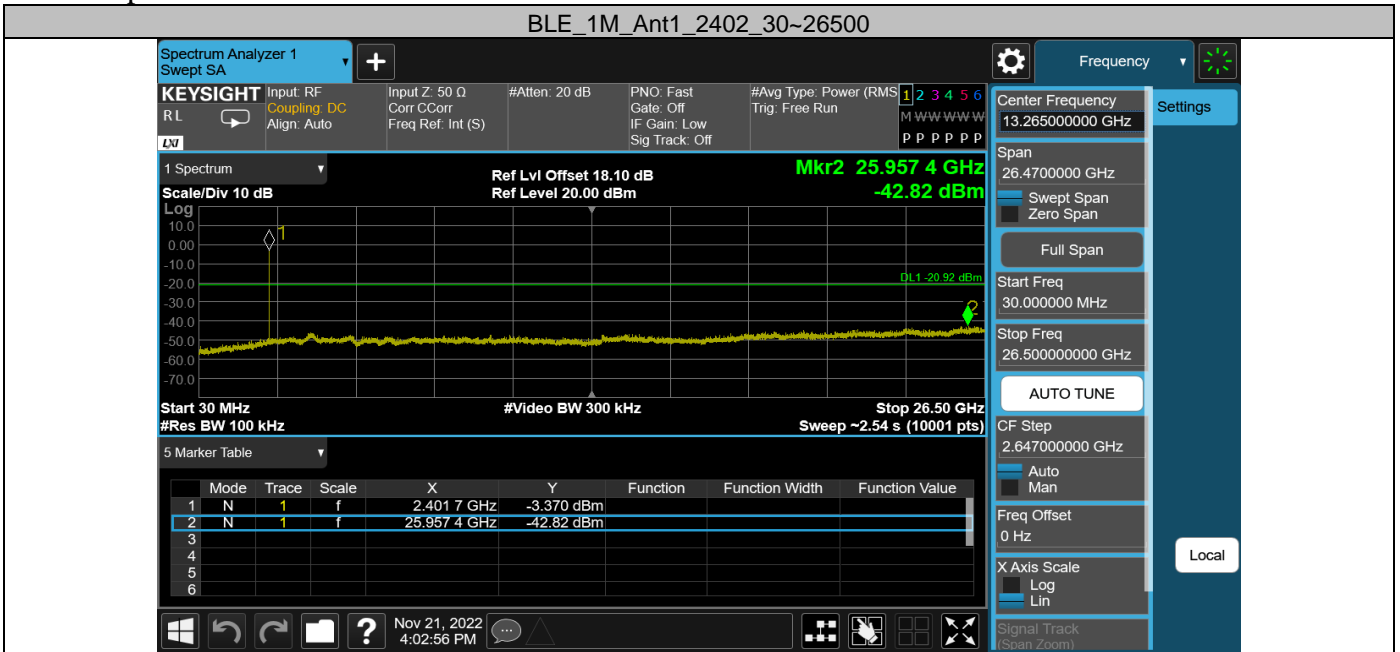 BLE_1M_Ant1_2402_30~26500
Spectrum Analyzer 1
Swept SA
Frequency
KEYSIGHT
RL
LXI
Input: RF
Coupling: DC
Align: Auto
Input Z: 50 Ω
Corr CCorr
Freq Ref: Int (S)
#Atten: 20 dB
PNO: Fast
Gate: Off
IF Gain: Low
Sig Track: Off
#Avg Type: Power (RMS
Trig: Free Run
1 2 3 4 5 6
M W W W W W
P P P P P P
1 Spectrum
Scale/Div 10 dB
Ref Lvl Offset 18.10 dB
Ref Level 20.00 dBm
Mkr2 25.957 4 GHz
-42.82 dBm
Log
10.0
0.00
-10.0
-20.0
-30.0
-40.0
-50.0
-60.0
-70.0
1
DL1 -20.92 dBm
2
Start 30 MHz
#Video BW 300 kHz
Stop 26.50 GHz
#Res BW 100 kHz
Sweep ~2.54 s (10001 pts)
5 Marker Table
Mode Trace Scale X Y Function Function Width Function Value
1 N 1 f 2.401 7 GHz -3.370 dBm
2 N 1 f 25.957 4 GHz -42.82 dBm
3
4
5
6
Nov 21, 2022
4:02:56 PM
Center Frequency
13.265000000 GHz
Settings
Span
26.4700000 GHz
Swept Span
Zero Span
Full Span
Start Freq
30.000000 MHz
Stop Freq
26.500000000 GHz
AUTO TUNE
CF Step
2.647000000 GHz
Auto
Man
Freq Offset
0 Hz
X Axis Scale
Log
Lin
Local
Signal Track
(Span Zoom)